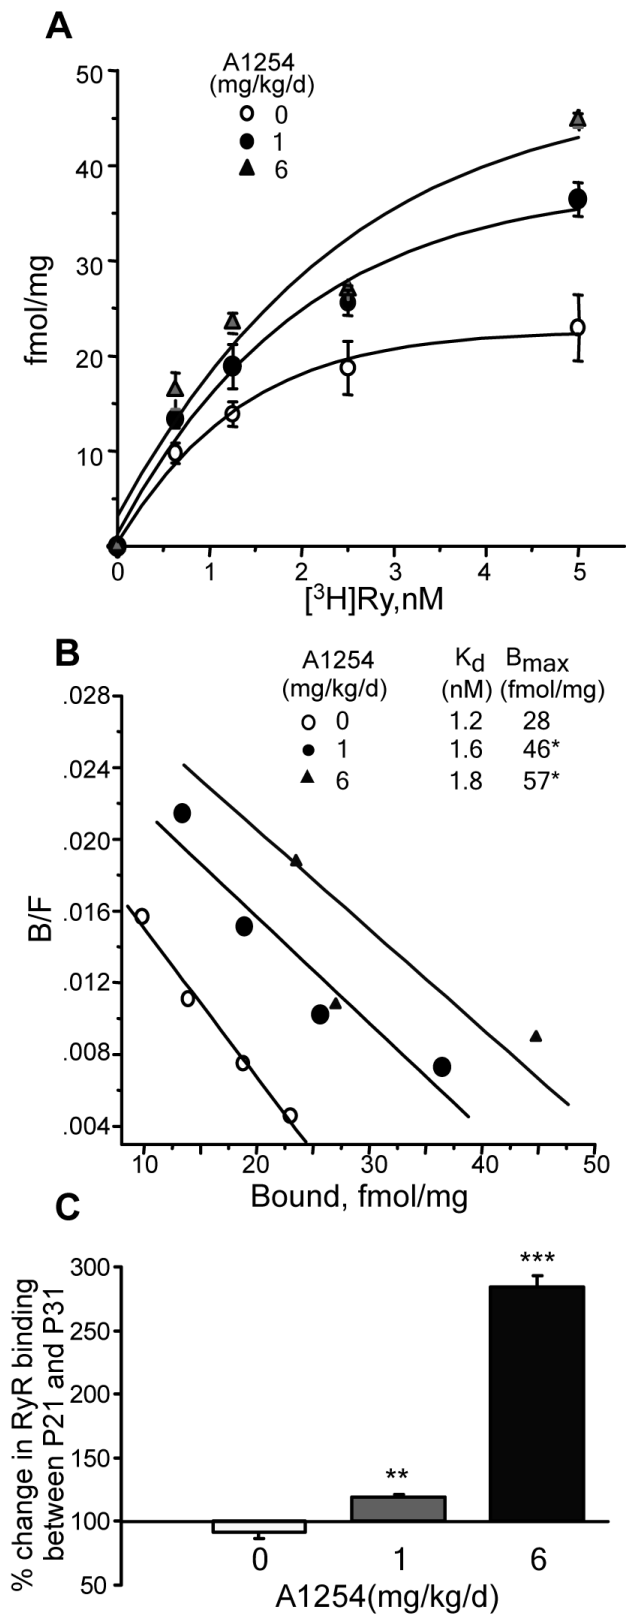 A
A1254
(mg/kg/d)
0
1
6
50
40
30
20
10
fmol/mg
0 1 2 3 4 5
[³H]Ry,nM
B
A1254 Kd Bmax
(mg/kg/d) (nM) (fmol/mg)
0 1.2 28
1 1.6 46*
6 1.8 57*
.028
.024
.020
.016
.012
.008
.004
B/F
10 20 30 40 50
Bound, fmol/mg
C
300
250
200
150
100
50
% change in RyR binding
between P21 and P31
**
***
0 1 6
A1254(mg/kg/d)